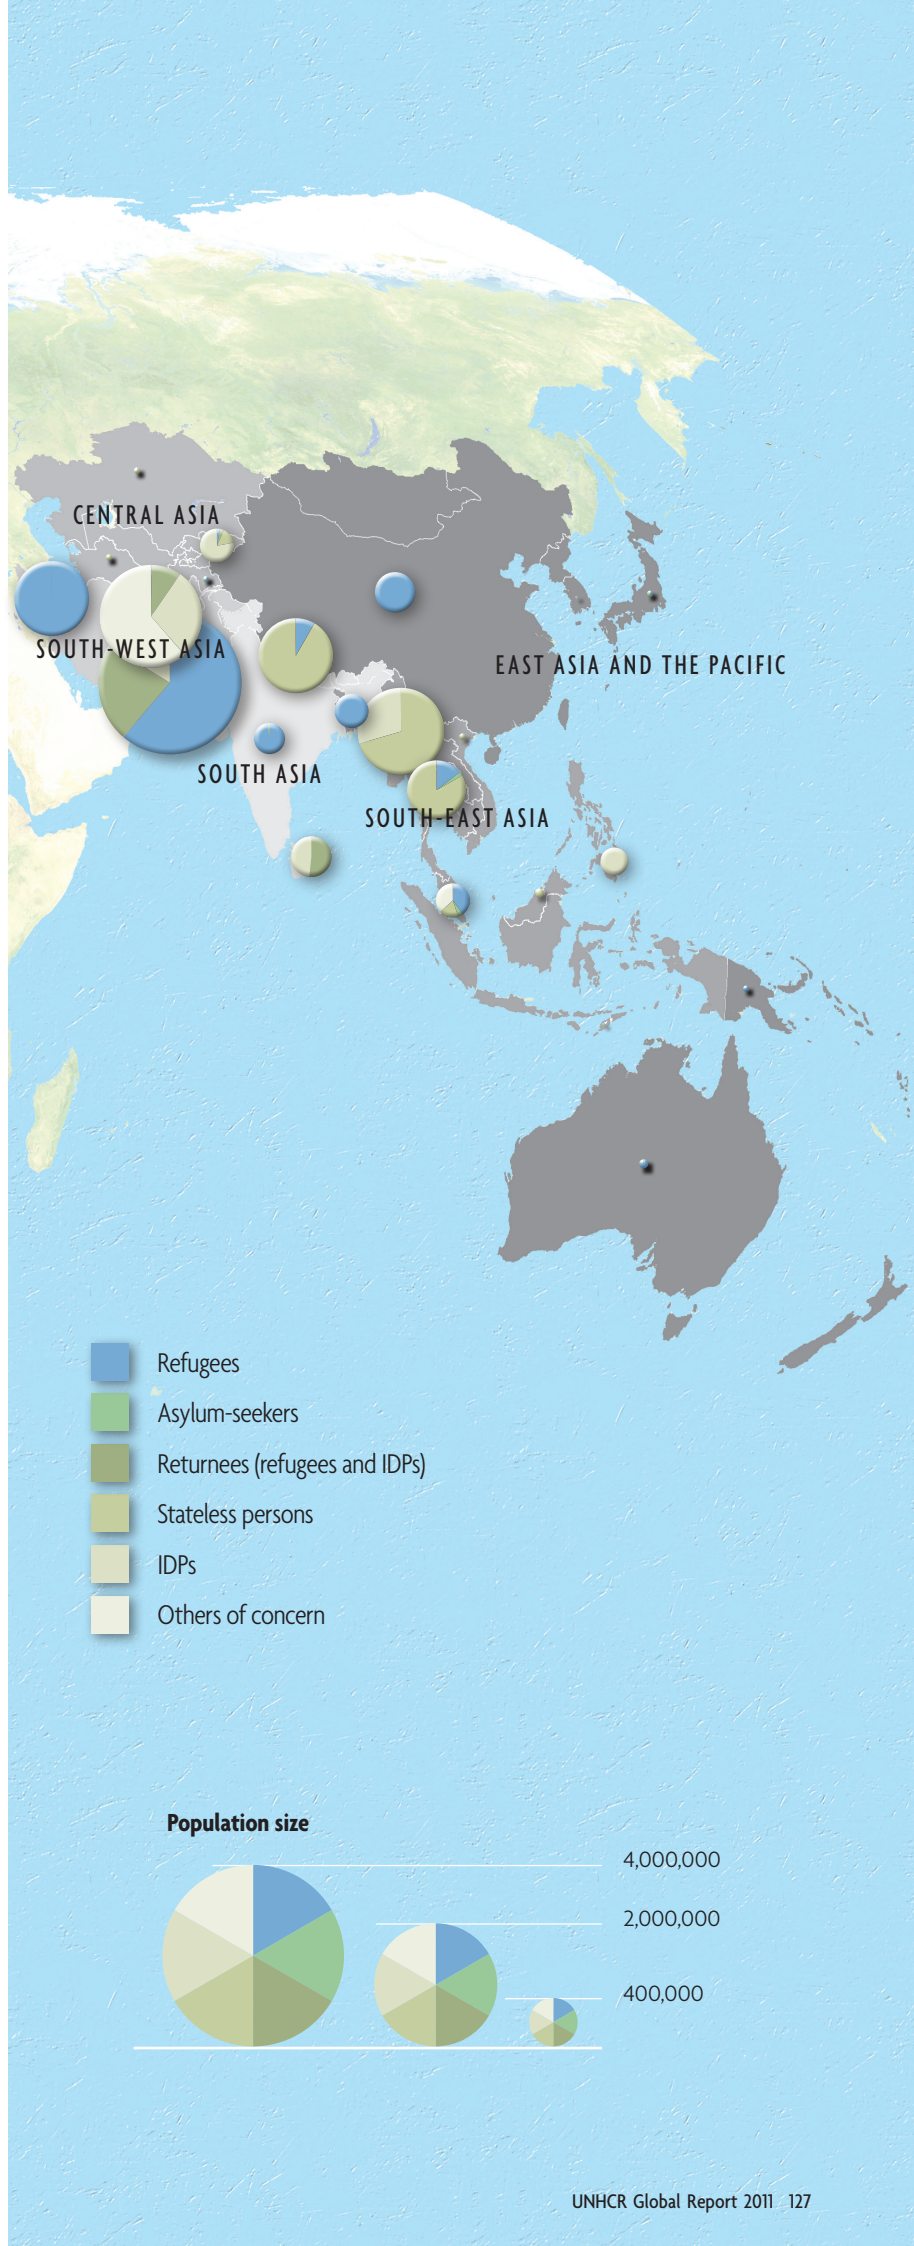 CENTRAL ASIA
SOUTH-WEST ASIA
EAST ASIA AND THE PACIFIC
SOUTH ASIA
SOUTH-EAST ASIA
Refugees
Asylum-seekers
Returnees (refugees and IDPs)
Stateless persons
IDPs
Others of concern
Population size
4,000,000
2,000,000
400,000
UNHCR Global Report 2011 127